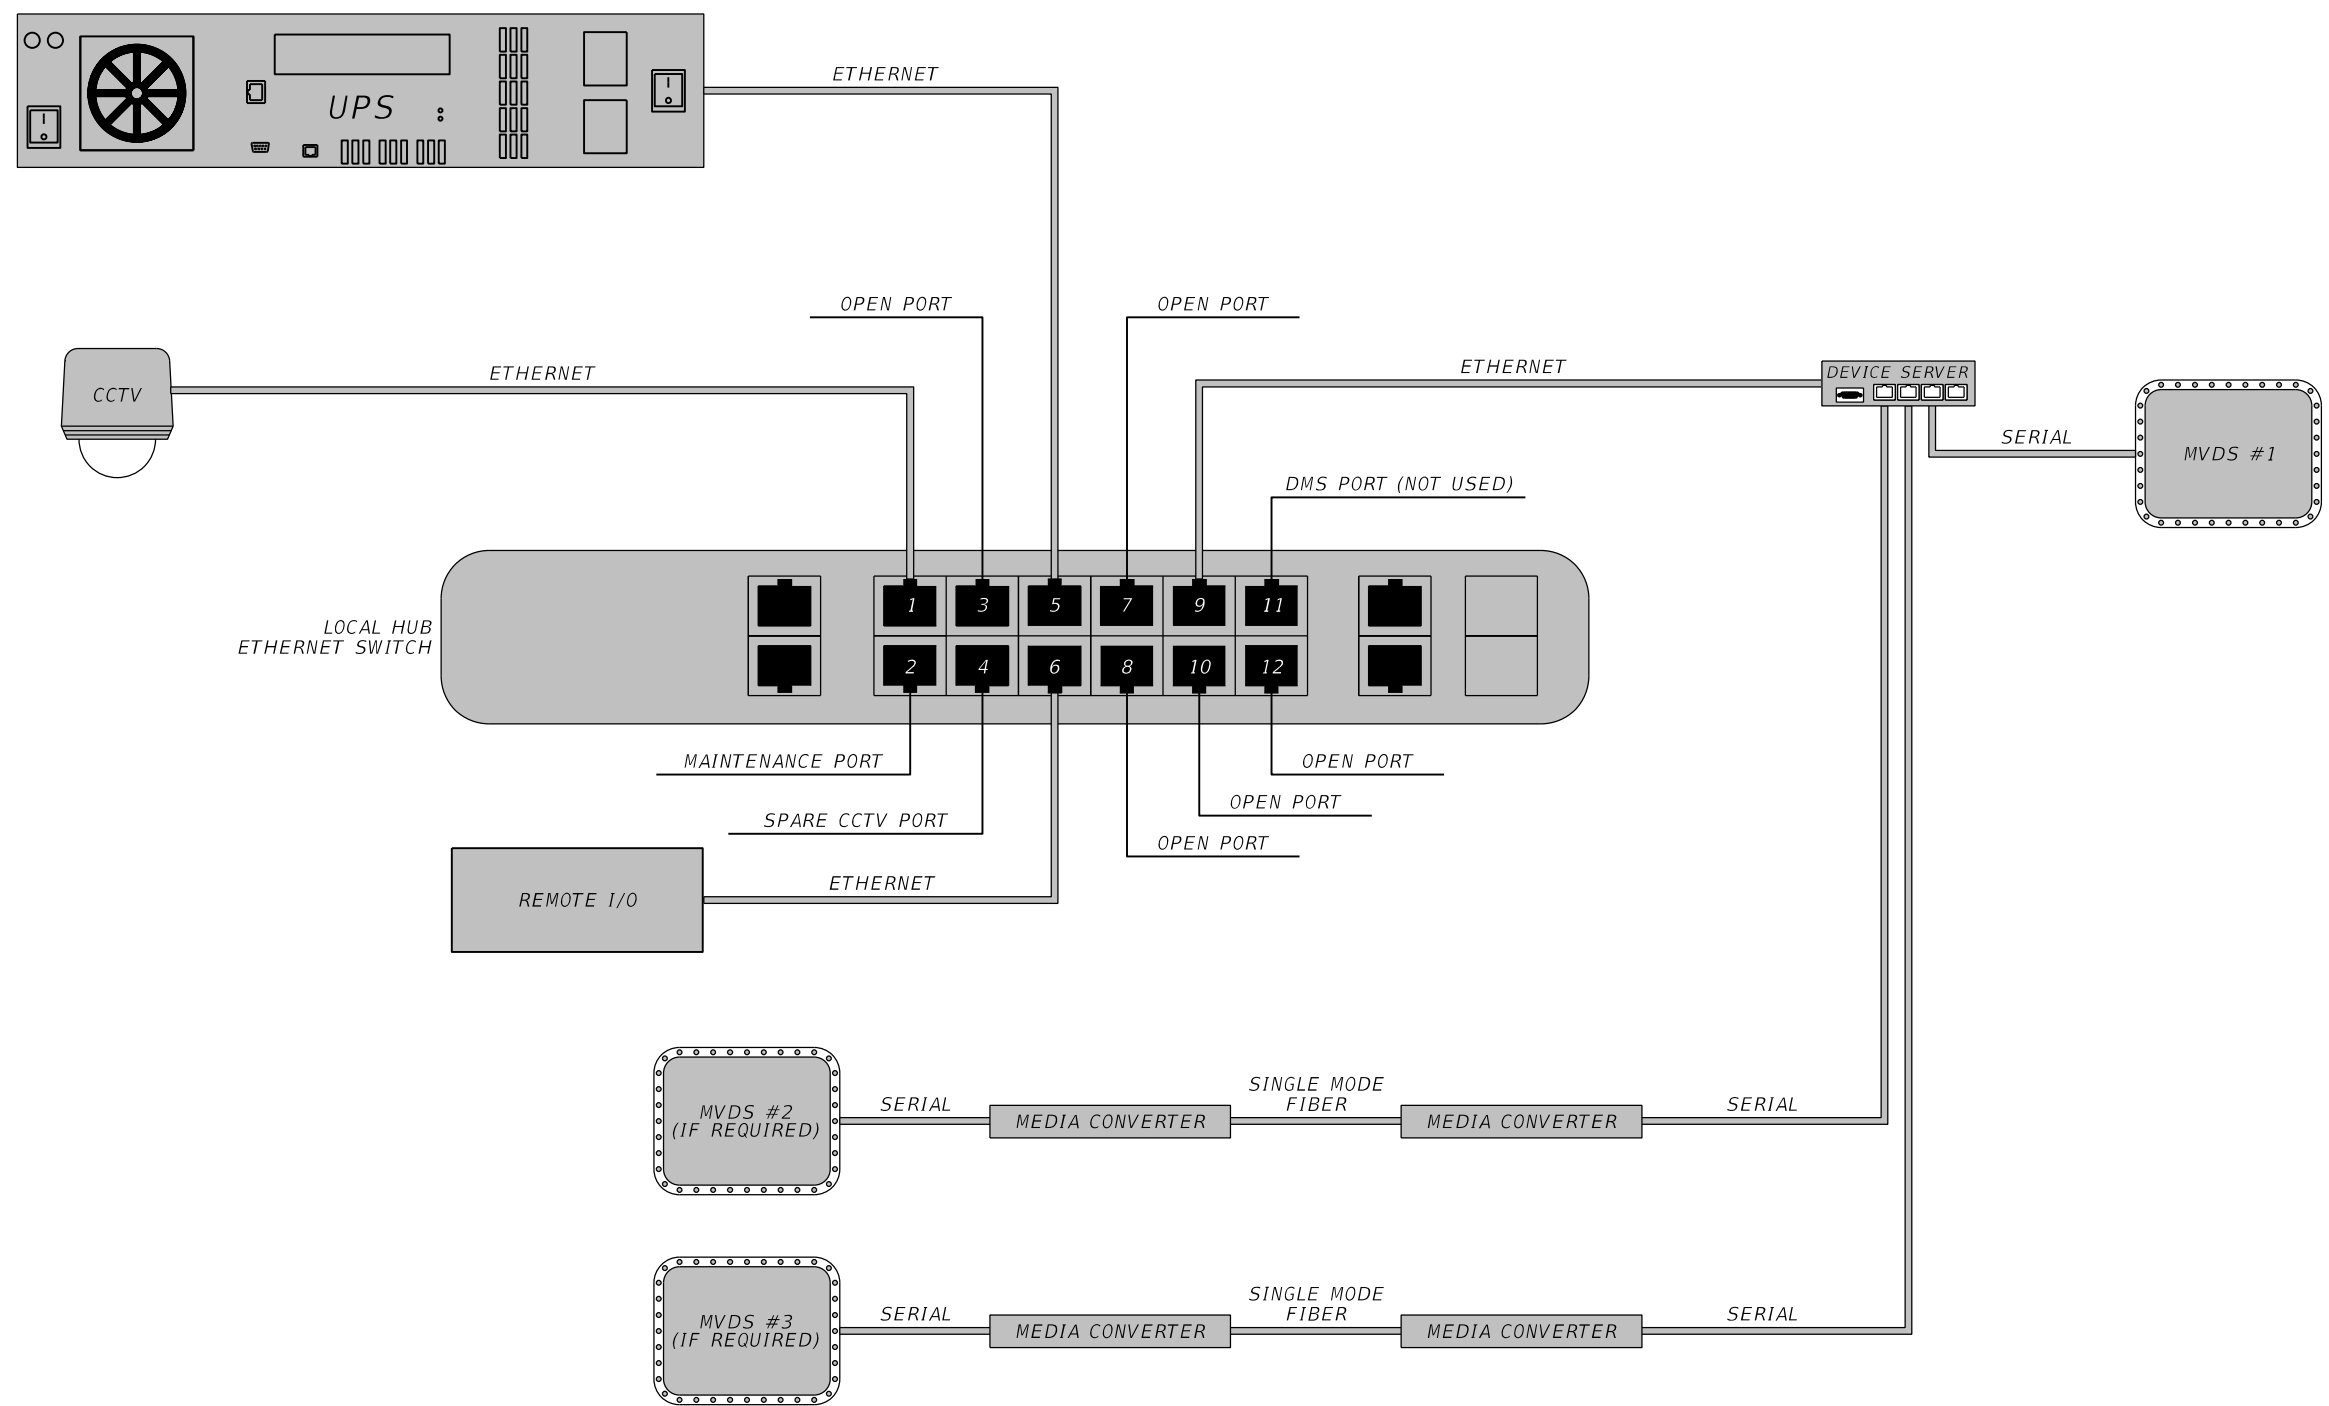 ETHERNET
UPS
OPEN PORT
OPEN PORT
ETHERNET
ETHERNET
DEVICE SERVER
CCTV
SERIAL
MVDS #1
DMS PORT (NOT USED)
1
3
5
7
9
11
LOCAL HUB
ETHERNET SWITCH
2
4
6
8
10
12
MAINTENANCE PORT
OPEN PORT
OPEN PORT
SPARE CCTV PORT
OPEN PORT
ETHERNET
REMOTE I/O
MVDS #2
(IF REQUIRED)
SERIAL
MEDIA CONVERTER
SINGLE MODE
FIBER
MEDIA CONVERTER
SERIAL
MVDS #3
(IF REQUIRED)
SERIAL
MEDIA CONVERTER
SINGLE MODE
FIBER
MEDIA CONVERTER
SERIAL